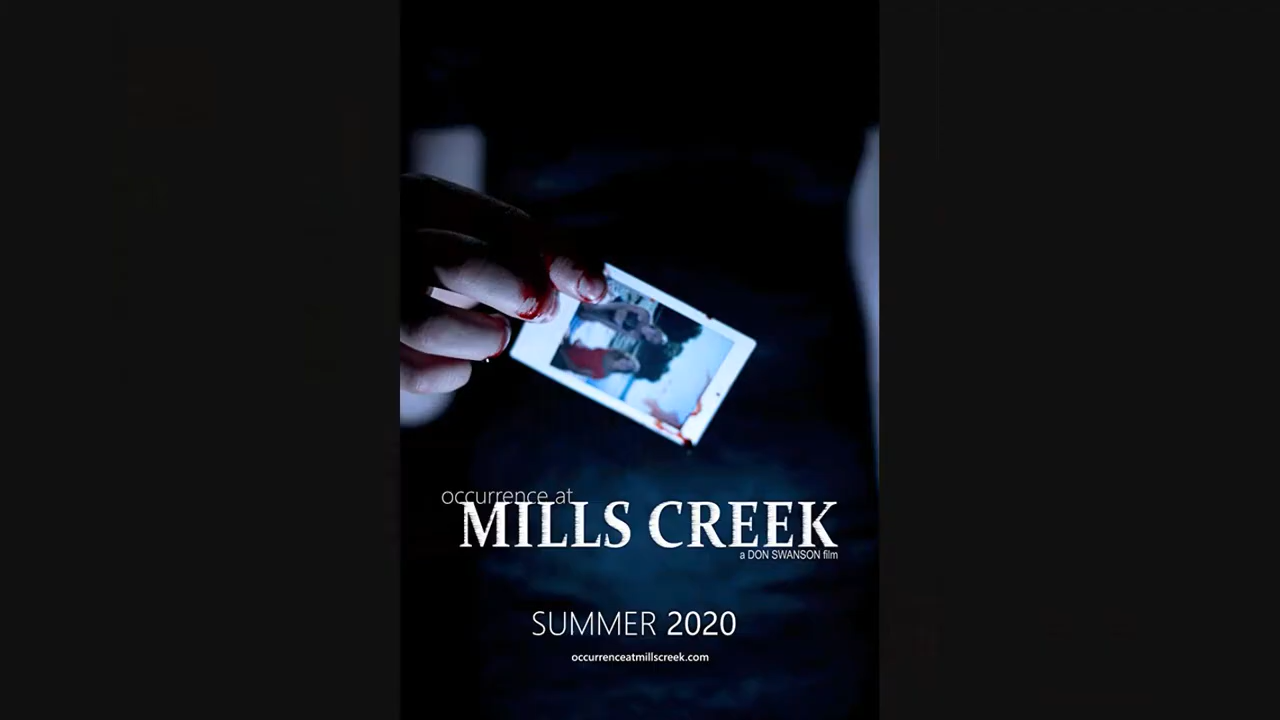 occurrence at
MILLS CREEK
a DON SWANSON film
SUMMER 2020
occurrenceatmillscreek.com